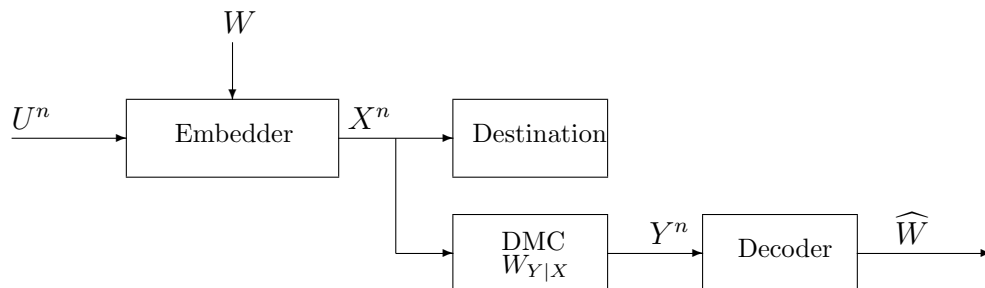 W
U^n
Embedder
X^n
Destination
DMC
W_{Y|X}
Y^n
Decoder
\widehat{W}